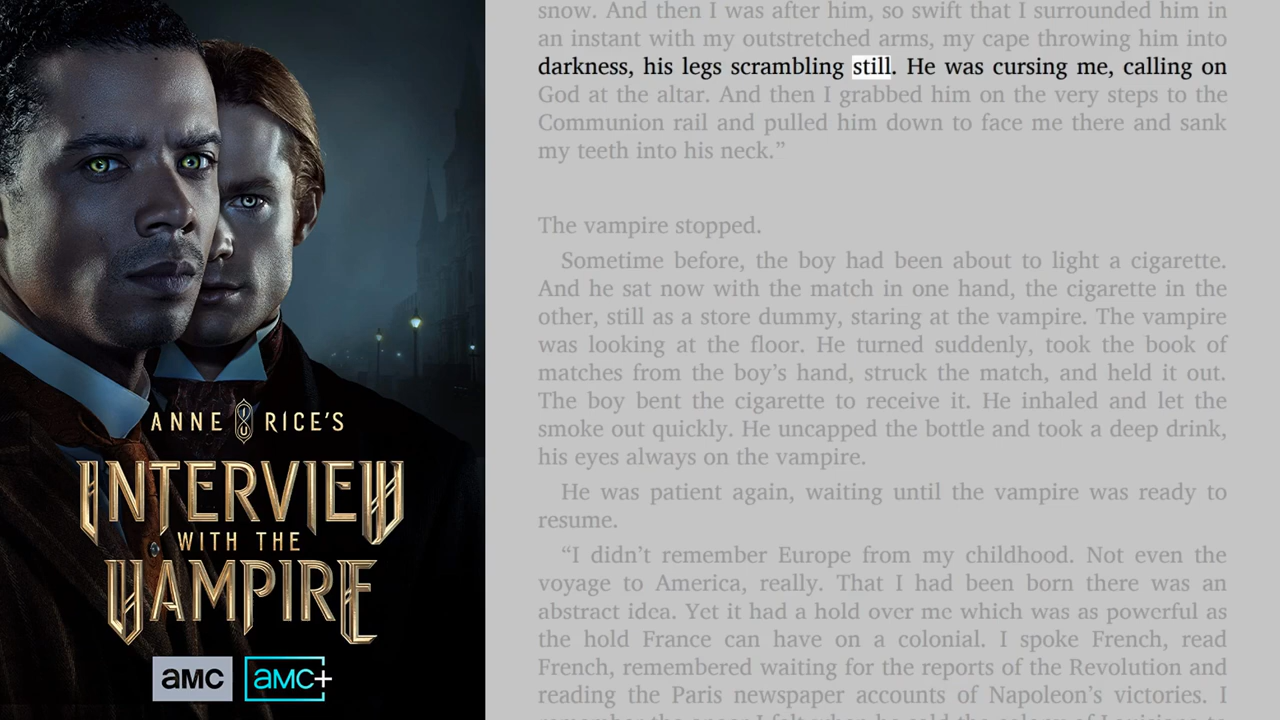 ANNE RICE'S
INTERVIEW
WITH THE
VAMPIRE
aMC
aMC+
snow. And then I was after him, so swift that I surrounded him in
an instant with my outstretched arms, my cape throwing him into
darkness, his legs scrambling still. He was cursing me, calling on
God at the altar. And then I grabbed him on the very steps to the
Communion rail and pulled him down to face me there and sank
my teeth into his neck.”
The vampire stopped.
Sometime before, the boy had been about to light a cigarette.
And he sat now with the match in one hand, the cigarette in the
other, still as a store dummy, staring at the vampire. The vampire
was looking at the floor. He turned suddenly, took the book of
matches from the boy’s hand, struck the match, and held it out.
The boy bent the cigarette to receive it. He inhaled and let the
smoke out quickly. He uncapped the bottle and took a deep drink,
his eyes always on the vampire.
He was patient again, waiting until the vampire was ready to
resume.
“I didn’t remember Europe from my childhood. Not even the
voyage to America, really. That I had been born there was an
abstract idea. Yet it had a hold over me which was as powerful as
the hold France can have on a colonial. I spoke French, read
French, remembered waiting for the reports of the Revolution and
reading the Paris newspaper accounts of Napoleon’s victories. I